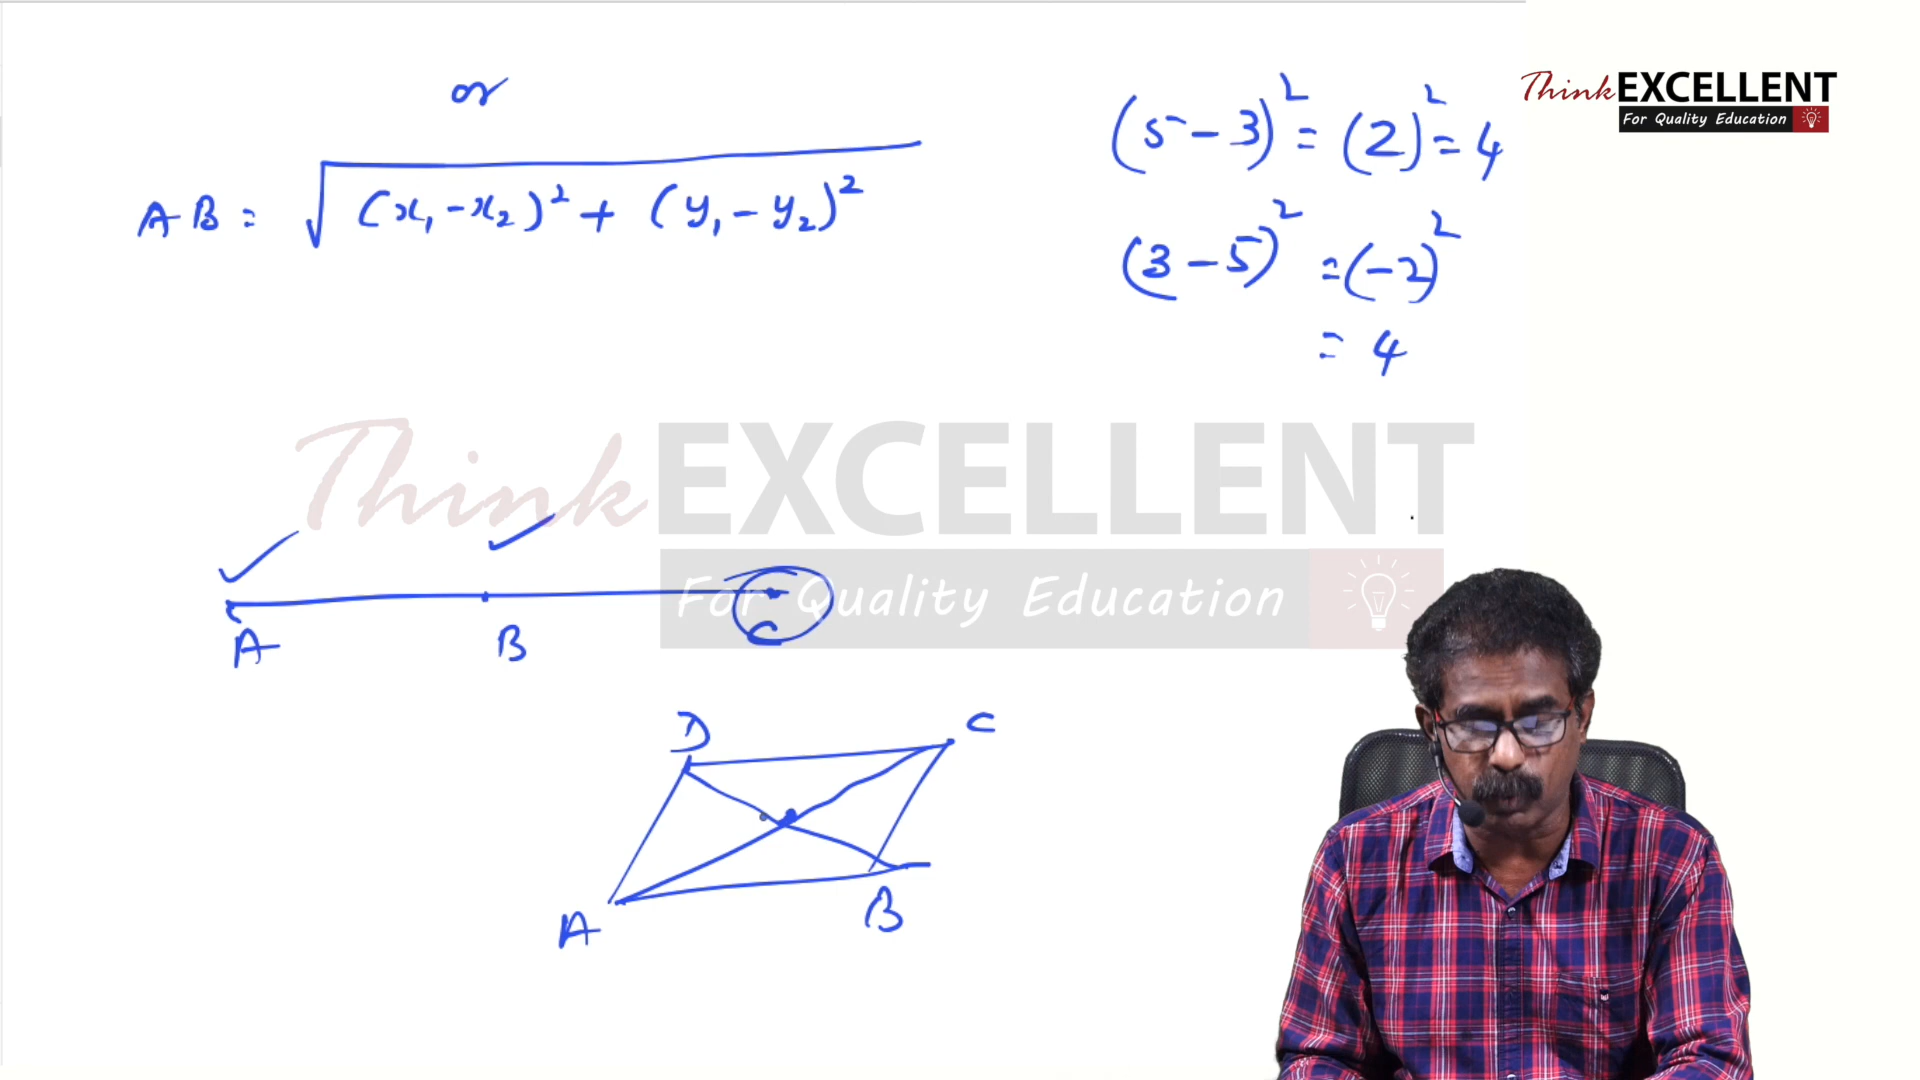 or
AB = √(x₁ - x₂)² + (y₁ - y₂)²
(5 - 3)² = (2)² = 4
(3 - 5)² = (-2)²
= 4
Think EXCELLENT
For Quality Education
Think EXCELLENT
For Quality Education
A B C
D C
A B